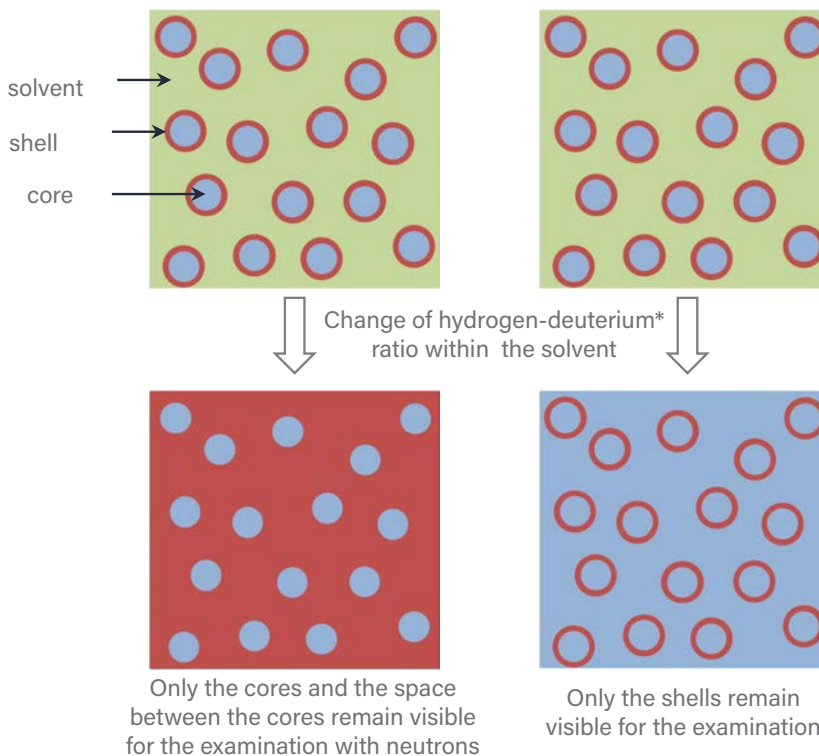 solvent
shell
core
Change of hydrogen-deuterium*
ratio within the solvent
Only the cores and the space
between the cores remain visible
for the examination with neutrons
Only the shells remain
visible for the examination